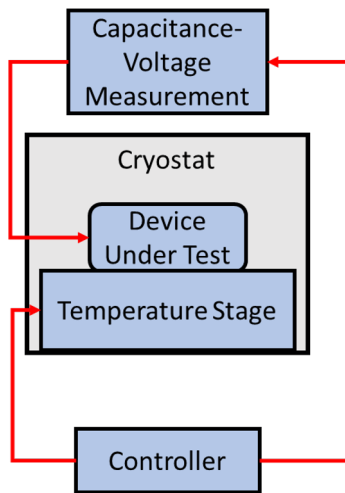 Capacitance-
Voltage
Measurement
Cryostat
Device
Under Test
Temperature Stage
Controller